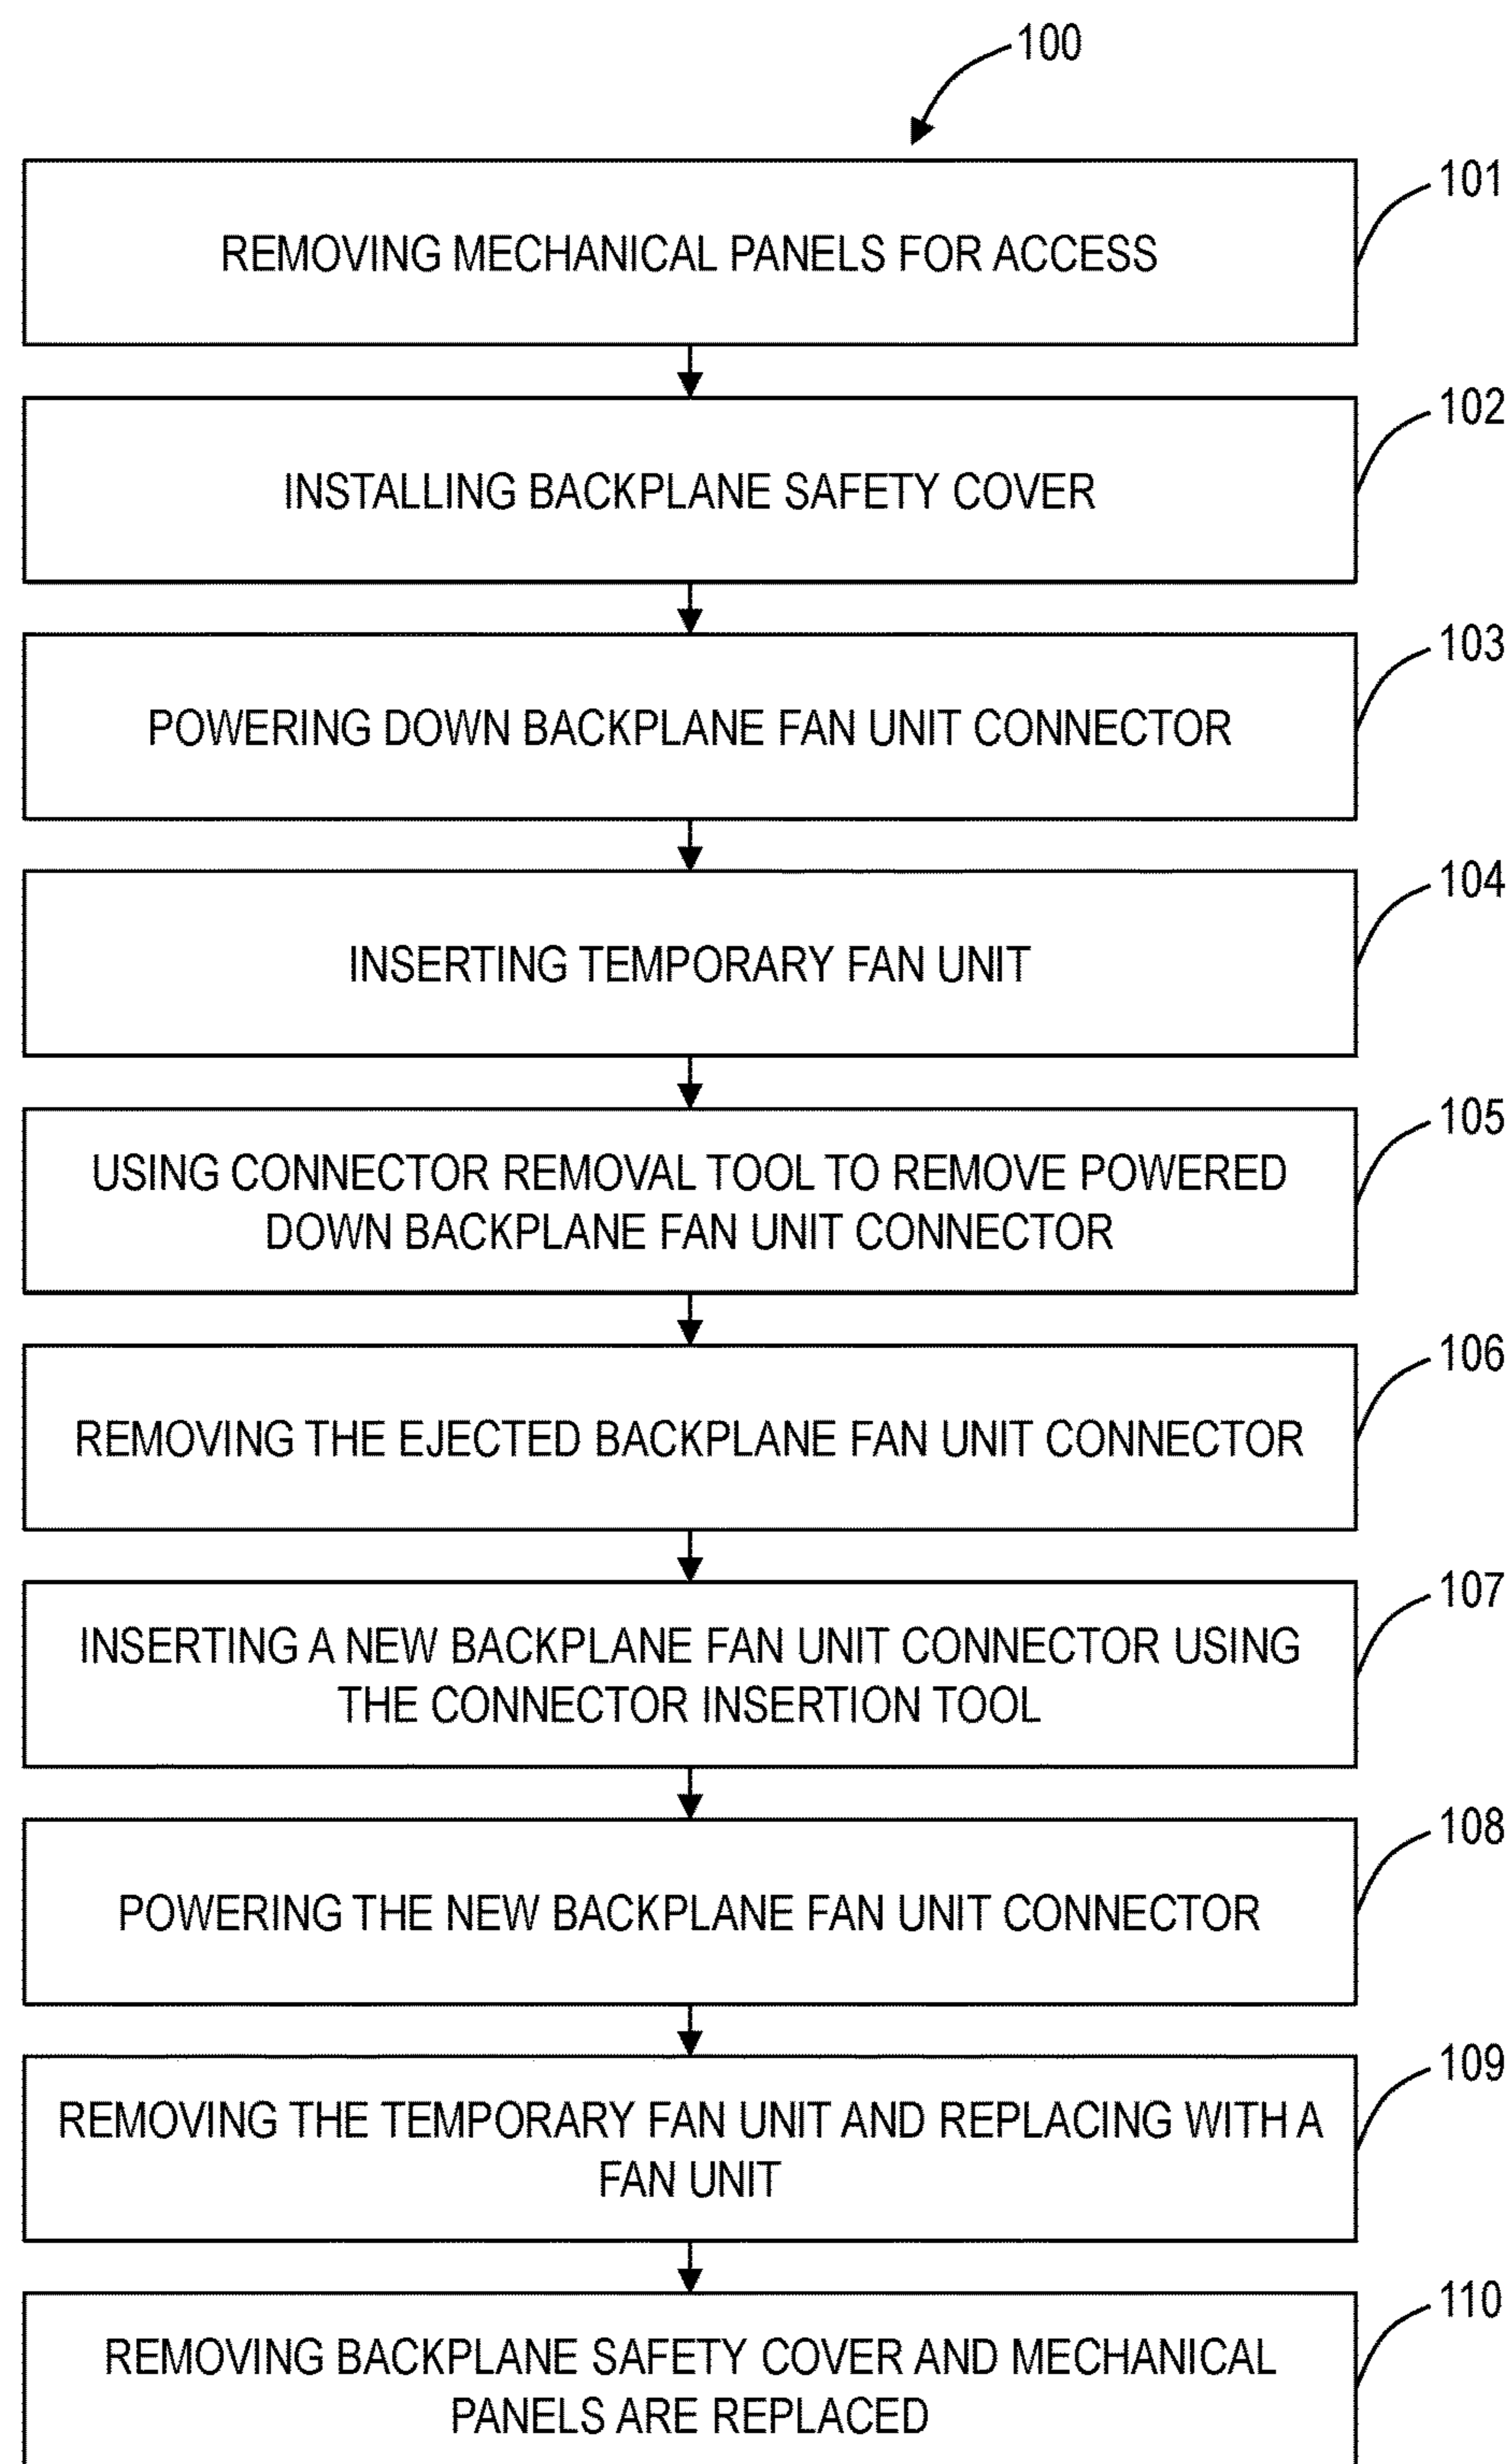 100
REMOVING MECHANICAL PANELS FOR ACCESS
101
INSTALLING BACKPLANE SAFETY COVER
102
POWERING DOWN BACKPLANE FAN UNIT CONNECTOR
103
INSERTING TEMPORARY FAN UNIT
104
USING CONNECTOR REMOVAL TOOL TO REMOVE POWERED
DOWN BACKPLANE FAN UNIT CONNECTOR
105
REMOVING THE EJECTED BACKPLANE FAN UNIT CONNECTOR
106
INSERTING A NEW BACKPLANE FAN UNIT CONNECTOR USING
THE CONNECTOR INSERTION TOOL
107
POWERING THE NEW BACKPLANE FAN UNIT CONNECTOR
108
REMOVING THE TEMPORARY FAN UNIT AND REPLACING WITH A
FAN UNIT
109
REMOVING BACKPLANE SAFETY COVER AND MECHANICAL
PANELS ARE REPLACED
110